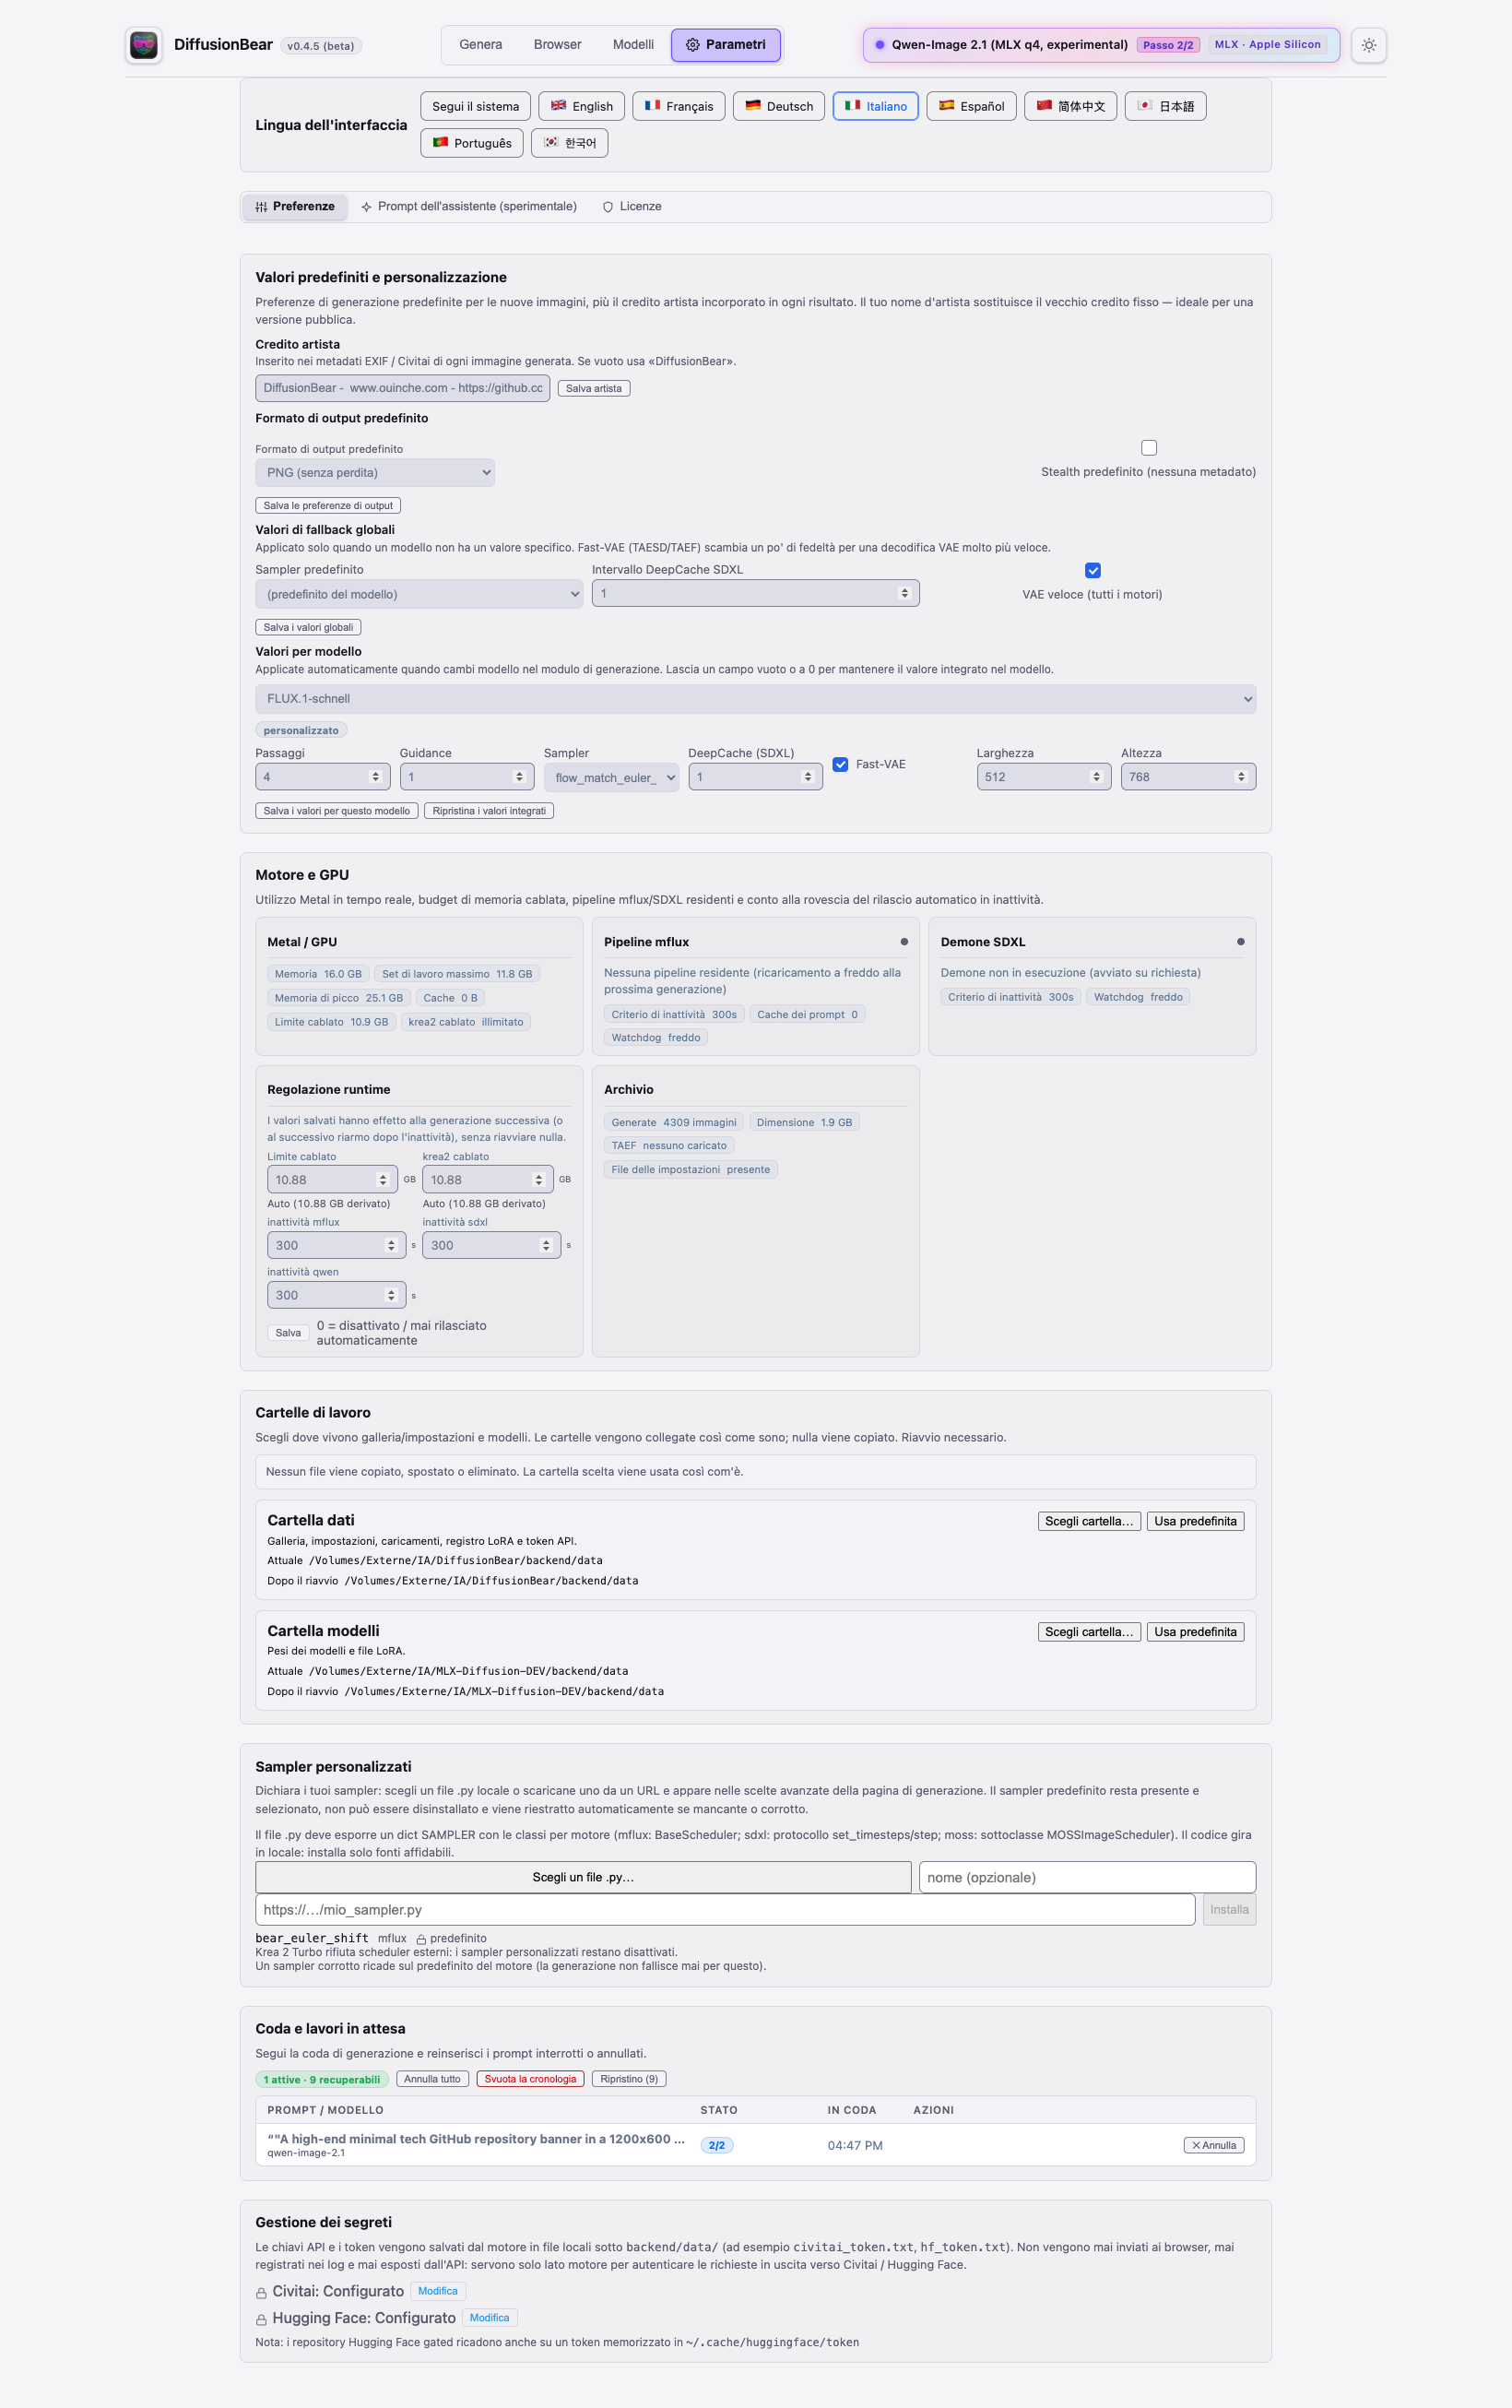 DiffusionBear v0.4.5 (beta)
Genera Browser Modelli Parametri
Qwen-Image 2.1 (MLX q4, experimental) Passo 2/2 MLX · Apple Silicon
Lingua dell'interfaccia
Segui il sistema English Français Deutsch Italiano Español 简体中文 日本語
Português 한국어
Preferenze Prompt dell'assistente (sperimentale) Licenze
Valori predefiniti e personalizzazione
Preferenze di generazione predefinite per le nuove immagini, più il credito artista incorporato in ogni risultato. Il tuo nome d'artista sostituisce il vecchio credito fisso — ideale per una
versione pubblica.
Credito artista
Inserito nei metadati EXIF / Civitai di ogni immagine generata. Se vuoto usa «DiffusionBear».
DiffusionBear - www.ouinche.com - https://github.cc Salva artista
Formato di output predefinito
Formato di output predefinito
PNG (senza perdita) Stealth predefinito (nessuna metadato)
Salva le preferenze di output
Valori di fallback globali
Applicato solo quando un modello non ha un valore specifico. Fast-VAE (TAESD/TAEF) scambia un po' di fedeltà per una decodifica VAE molto più veloce.
Sampler predefinito Intervallo DeepCache SDXL
(predefinito del modello) 1 VAE veloce (tutti i motori)
Salva i valori globali
Valori per modello
Applicate automaticamente quando cambi modello nel modulo di generazione. Lascia un campo vuoto o a 0 per mantenere il valore integrato nel modello.
FLUX.1-schnell
personalizzato
Passaggi Guidance Sampler DeepCache (SDXL) Fast-VAE Larghezza Altezza
4 1 flow_match_euler_ 1 512 768
Salva i valori per questo modello Ripristina i valori integrati
Motore e GPU
Utilizzo Metal in tempo reale, budget di memoria cablata, pipeline mflux/SDXL residenti e conto alla rovescia del rilascio automatico in inattività.
Metal / GPU
Memoria 16.0 GB Set di lavoro massimo 11.8 GB
Memoria di picco 25.1 GB Cache 0 B
Limite cablato 10.9 GB krea2 cablato illimitato
Pipeline mflux
Nessuna pipeline residente (ricaricamento a freddo alla
prossima generazione)
Criterio di inattività 300s Cache dei prompt 0
Watchdog freddo
Demone SDXL
Demone non in esecuzione (avviato su richiesta)
Criterio di inattività 300s Watchdog freddo
Regolazione runtime
I valori salvati hanno effetto alla generazione successiva (o
al successivo riarmo dopo l'inattività), senza riavviare nulla.
Limite cablato krea2 cablato
10.88 GB 10.88 GB
Auto (10.88 GB derivato) Auto (10.88 GB derivato)
inattività mflux inattività sdxl
300 s 300 s
inattività qwen
300 s
Salva 0 = disattivato / mai rilasciato
automaticamente
Archivio
Generate 4309 immagini Dimensione 1.9 GB
TAEF nessuno caricato
File delle impostazioni presente
Cartelle di lavoro
Scegli dove vivono galleria/impostazioni e modelli. Le cartelle vengono collegate così come sono; nulla viene copiato. Riavvio necessario.
Nessun file viene copiato, spostato o eliminato. La cartella scelta viene usata così com'è.
Cartella dati Scegli cartella… Usa predefinita
Galleria, impostazioni, caricamenti, registro LoRA e token API.
Attuale /Volumes/Externe/IA/DiffusionBear/backend/data
Dopo il riavvio /Volumes/Externe/IA/DiffusionBear/backend/data
Cartella modelli Scegli cartella… Usa predefinita
Pesi dei modelli e file LoRA.
Attuale /Volumes/Externe/IA/MLX-Diffusion-DEV/backend/data
Dopo il riavvio /Volumes/Externe/IA/MLX-Diffusion-DEV/backend/data
Sampler personalizzati
Dichiara i tuoi sampler: scegli un file .py locale o scaricane uno da un URL e appare nelle scelte avanzate della pagina di generazione. Il sampler predefinito resta presente e
selezionato, non può essere disinstallato e viene riestratto automaticamente se mancante o corrotto.
Il file .py deve esporre un dict SAMPLER con le classi per motore (mflux: BaseScheduler; sdxl: protocollo set_timesteps/step; moss: sottoclasse MOSSImageScheduler). Il codice gira
in locale: installa solo fonti affidabili.
Scegli un file .py… nome (opzionale)
https://…/mio_sampler.py Installa
bear_euler_shift mflux predefinito
Krea 2 Turbo rifiuta scheduler esterni: i sampler personalizzati restano disattivati.
Un sampler corrotto ricade sul predefinito del motore (la generazione non fallisce mai per questo).
Coda e lavori in attesa
Segui la coda di generazione e reinserisci i prompt interrotti o annullati.
1 attive · 9 recuperabili Annulla tutto Svuota la cronologia Ripristino (9)
PROMPT / MODELLO STATO IN CODA AZIONI
“"A high-end minimal tech GitHub repository banner in a 1200x600 ... 2/2 04:47 PM Annulla
qwen-image-2.1
Gestione dei segreti
Le chiavi API e i token vengono salvati dal motore in file locali sotto backend/data/ (ad esempio civitai_token.txt, hf_token.txt). Non vengono mai inviati ai browser, mai
registrati nei log e mai esposti dall'API: servono solo lato motore per autenticare le richieste in uscita verso Civitai / Hugging Face.
Civitai: Configurato Modifica
Hugging Face: Configurato Modifica
Nota: i repository Hugging Face gated ricadono anche su un token memorizzato in ~/.cache/huggingface/token